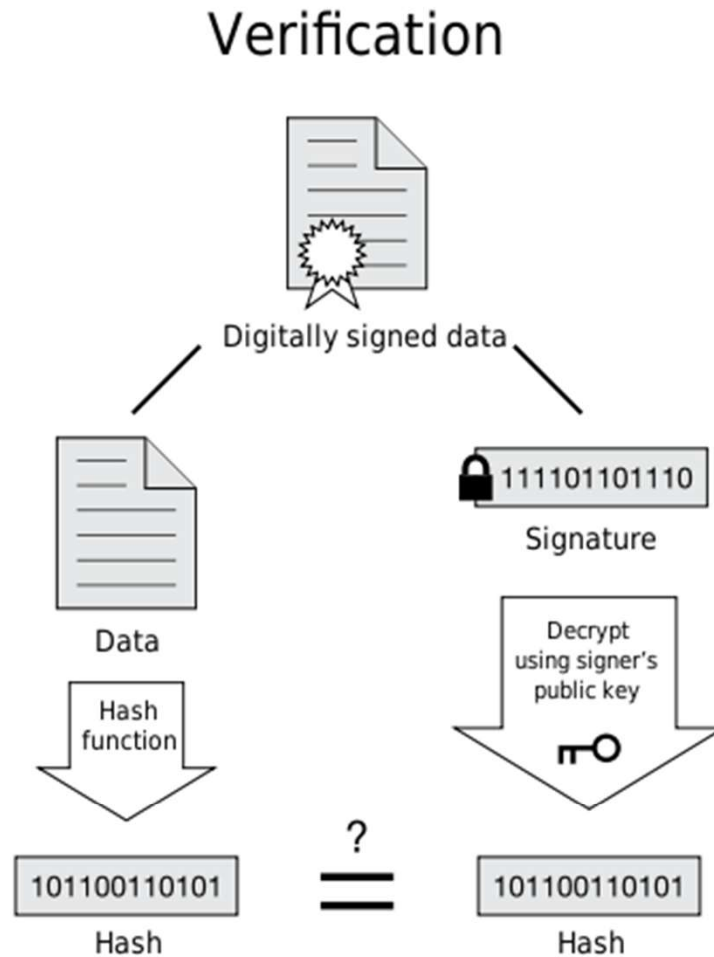 Verification
Digitally signed data
Data
111101101110
Signature
Hash
function
Decrypt
using signer's
public key
101100110101
Hash
?
=
101100110101
Hash